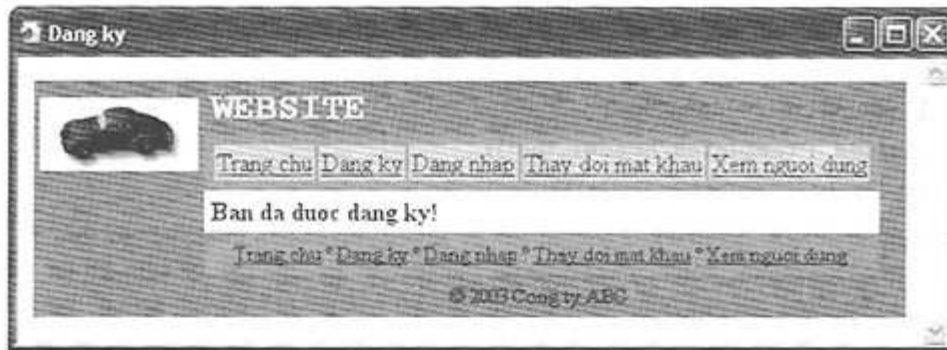 Dang ky
WEBSITE
Trang chu Dang ky Dang nhap Thay doi mat khau Xem nguoi dung
Ban da duoc dang ky!
Trang chu * Dang ky * Dang nhap * Thay doi mat khau * Xem nguoi dung
© 2003 Cong ty ABC